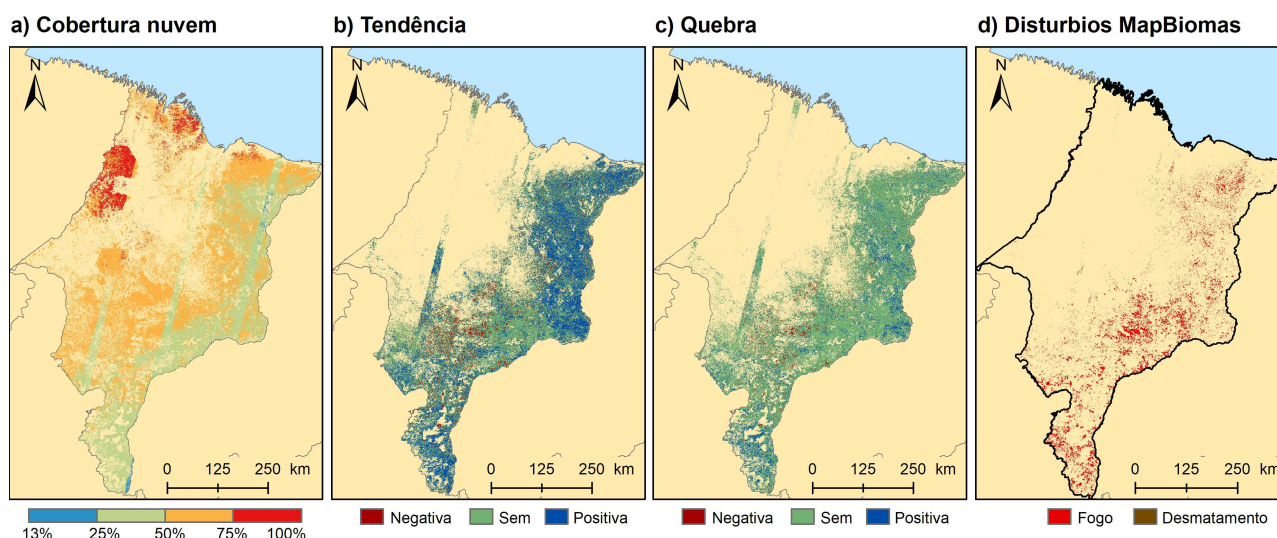 a) Cobertura nuvem
b) Tendência
c) Quebra
d) Disturbios MapBiomas
N
N
N
N
0 125 250 km
0 125 250 km
0 125 250 km
0 125 250 km
13% 25% 50% 75% 100%
Negativa Sem Positiva
Negativa Sem Positiva
Fogo Desmatamento